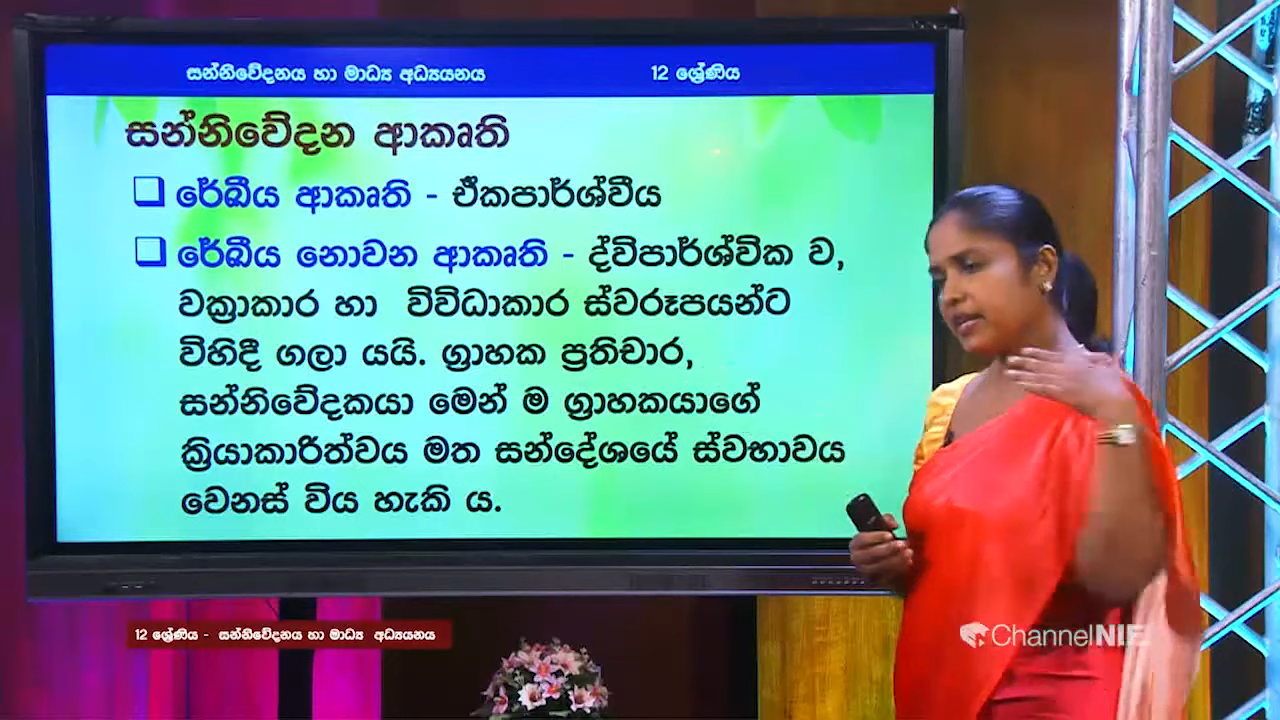 සන්නිවේදනය හා මාධ්‍ය අධ්‍යයනය 12 ශ්‍රේණිය
සන්නිවේදන ආකෘති
රේඛීය ආකෘති - ඒකපාර්ශ්වීය
රේඛීය නොවන ආකෘති - ද්විපාර්ශ්වික ව,
වක්‍රාකාර හා විවිධාකාර ස්වරූපයන්ට
විහිදී ගලා යයි. ග්‍රාහක ප්‍රතිචාර,
සන්නිවේදකයා මෙන් ම ග්‍රාහකයාගේ
ක්‍රියාකාරිත්වය මත සන්දේශයේ ස්වභාවය
වෙනස් විය හැකි ය.
12 ශ්‍රේණිය - සන්නිවේදනය හා මාධ්‍ය අධ්‍යයනය
ChannelNIE